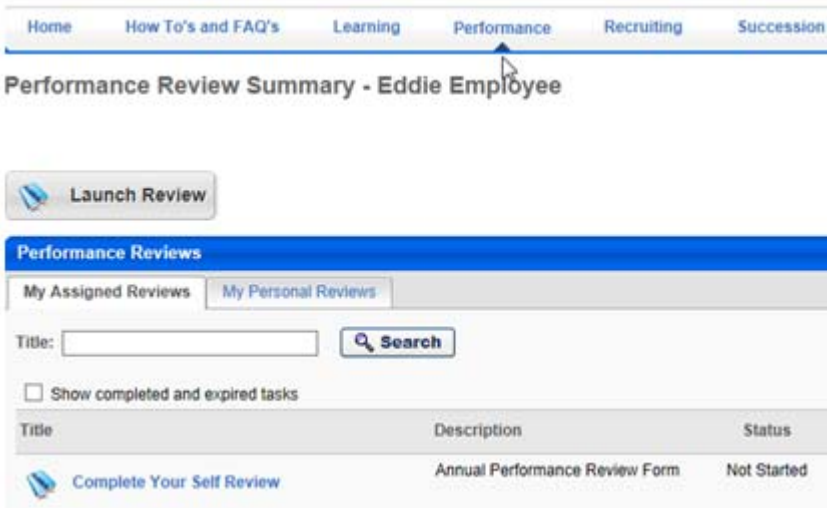 Home How To's and FAQ's Learning Performance Recruiting Succession
Performance Review Summary - Eddie Employee
Launch Review
Performance Reviews
My Assigned Reviews My Personal Reviews
Title: Search
Show completed and expired tasks
Title Description Status
Complete Your Self Review Annual Performance Review Form Not Started